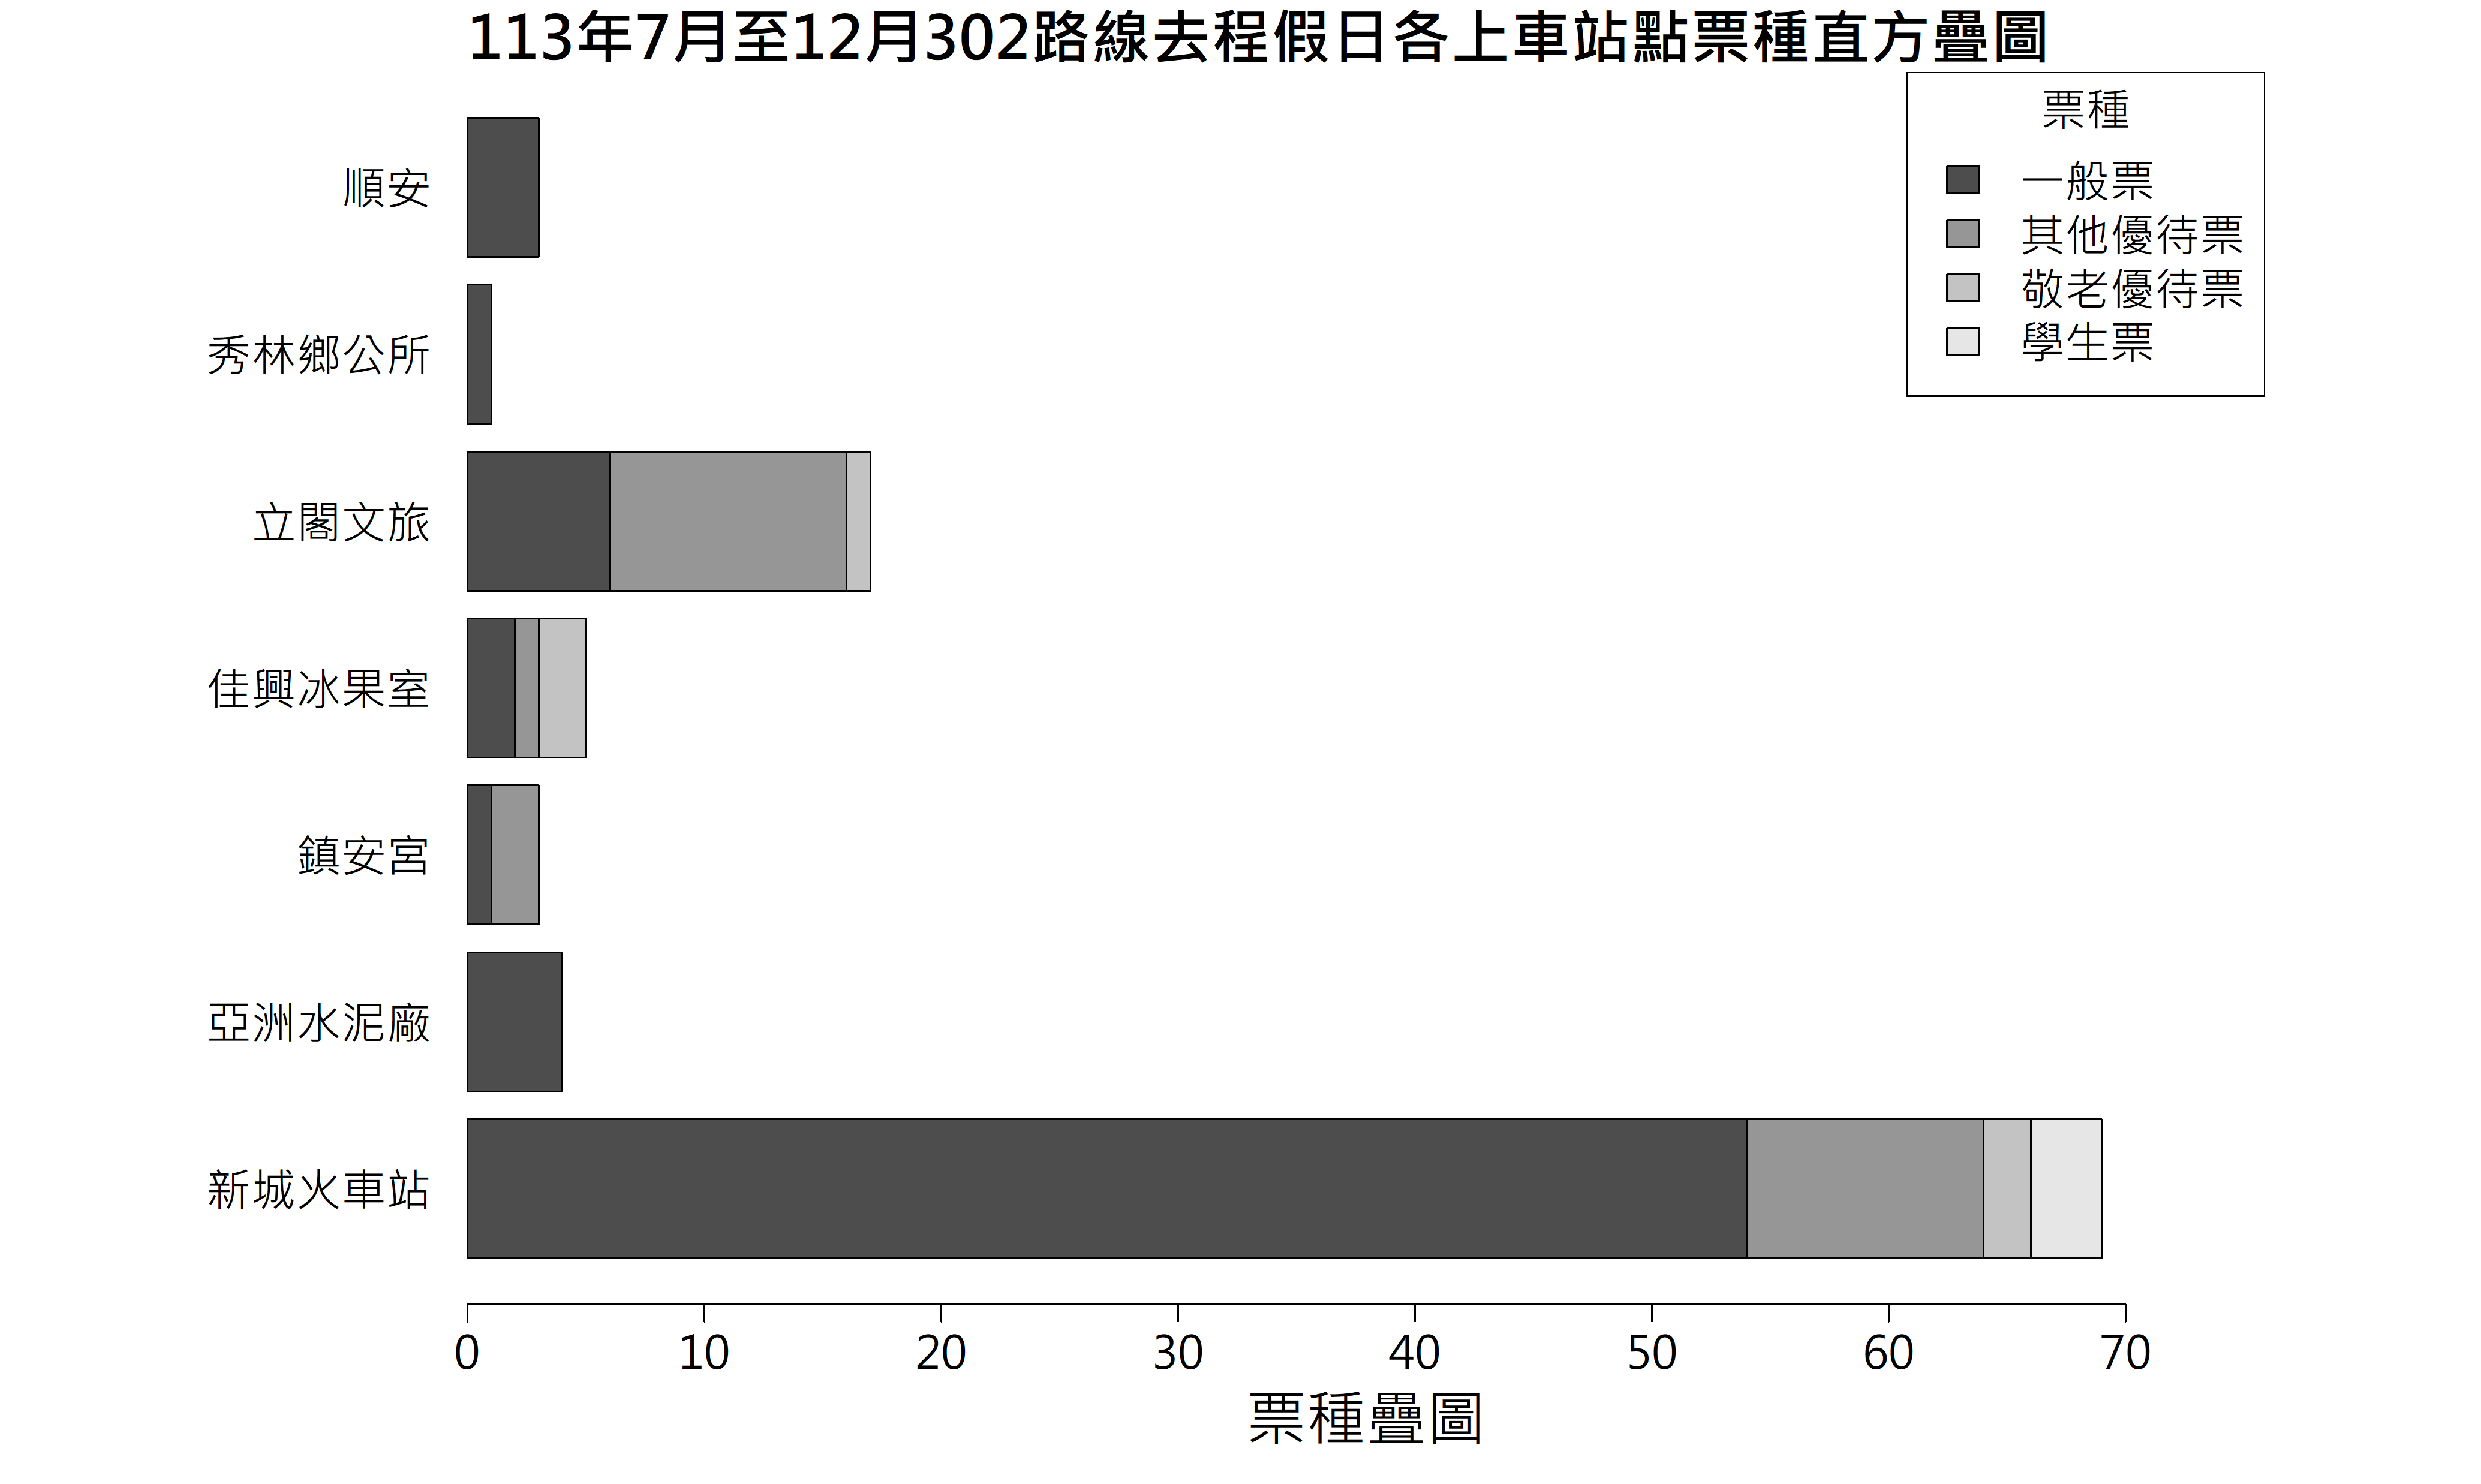 113年7月至12月302路線去程假日各上車站點票種直方疊圖
票種
一般票
其他優待票
敬老優待票
學生票
順安
秀林鄉公所
立閣文旅
佳興冰果室
鎮安宮
亞洲水泥廠
新城火車站
0 10 20 30 40 50 60 70
票種疊圖